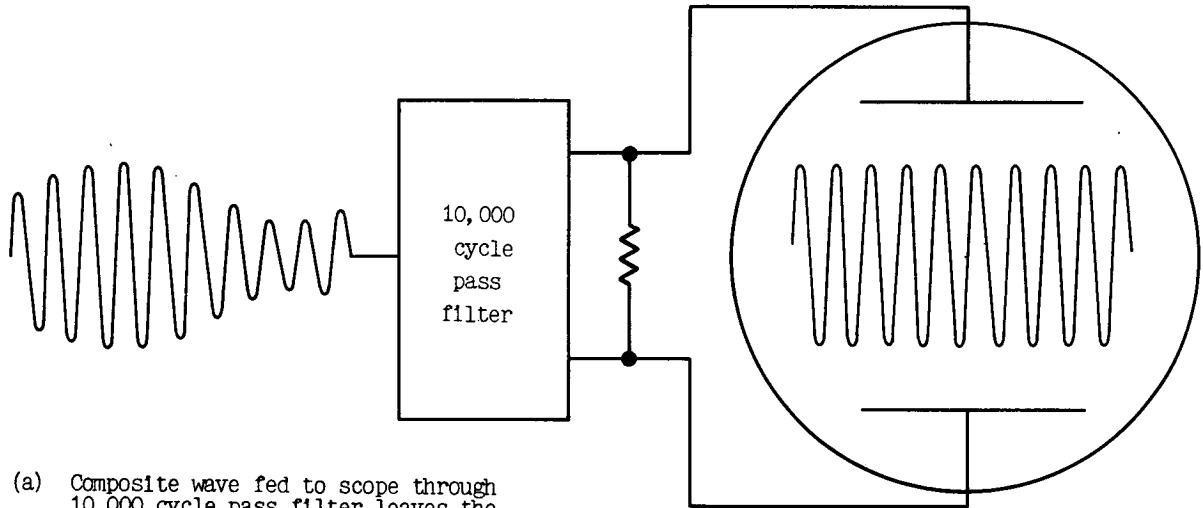 10,000
cycle
pass
filter
(a) Composite wave fed to scope through
10,000 cycle pass filter leaves the